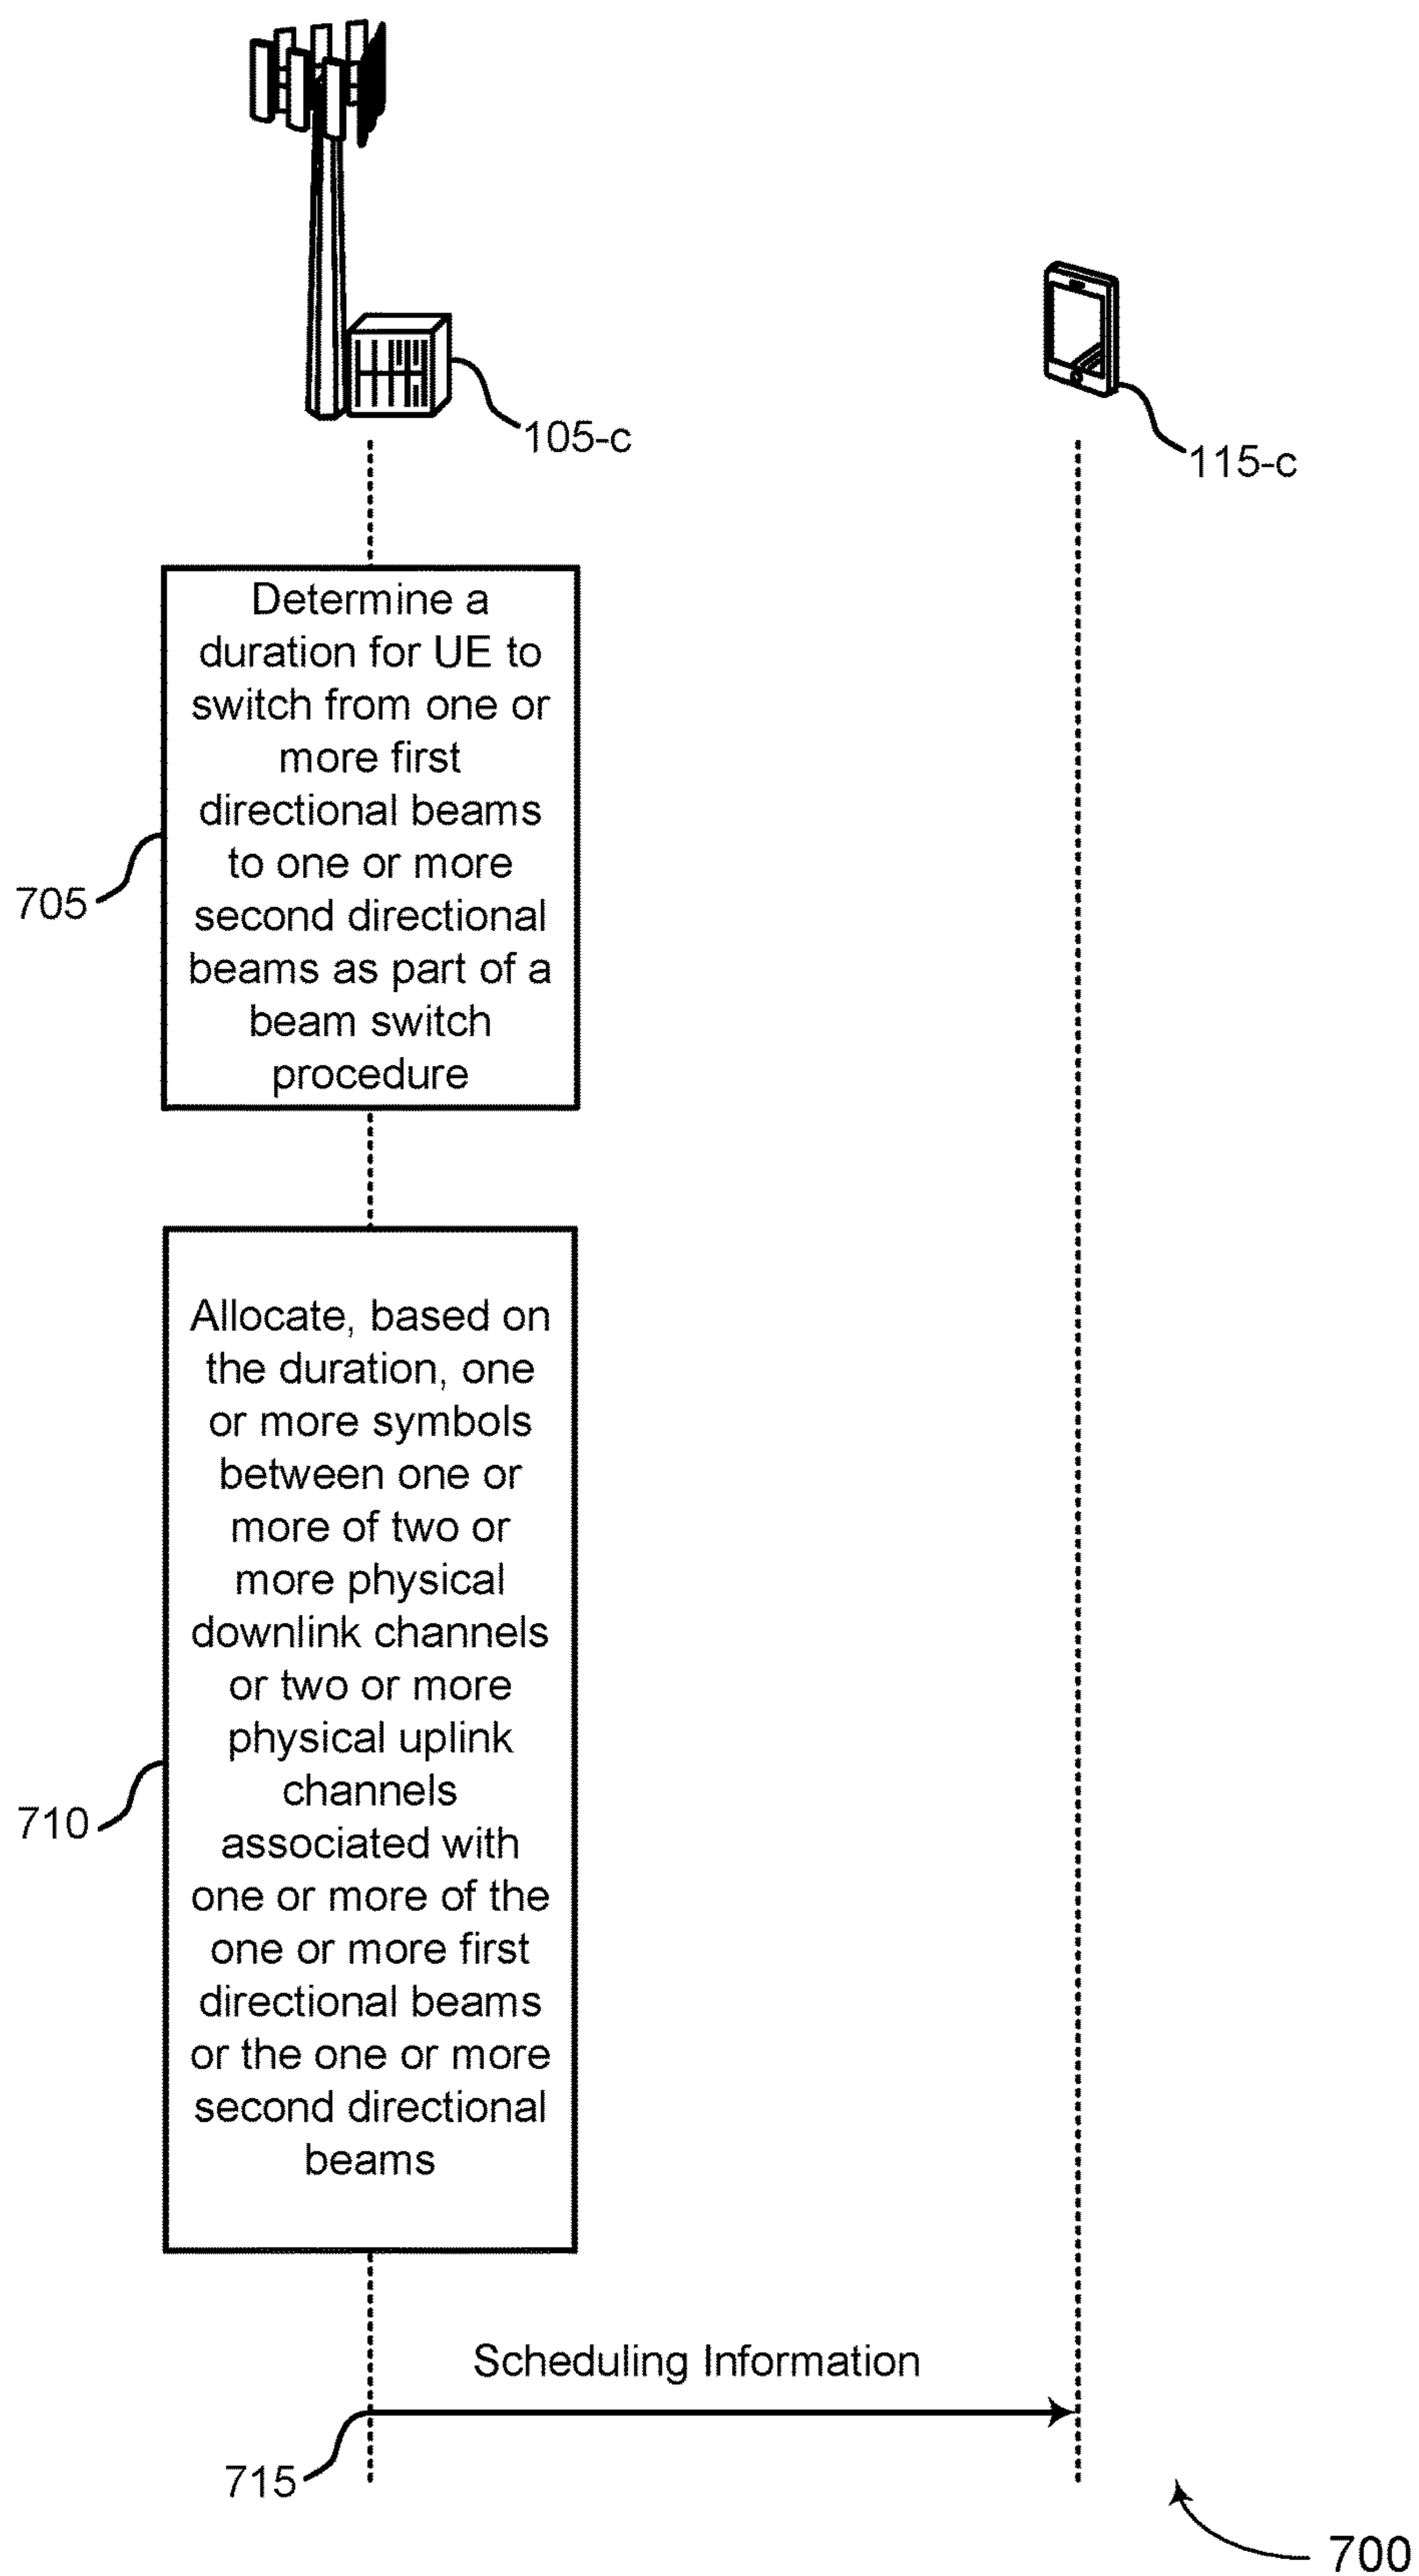 105-c
115-c
Determine a
duration for UE to
switch from one or
more first
directional beams
to one or more
second directional
beams as part of a
beam switch
procedure
705
Allocate, based on
the duration, one
or more symbols
between one or
more of two or
more physical
downlink channels
or two or more
physical uplink
channels
associated with
one or more of the
one or more first
directional beams
or the one or more
second directional
beams
710
Scheduling Information
715
700